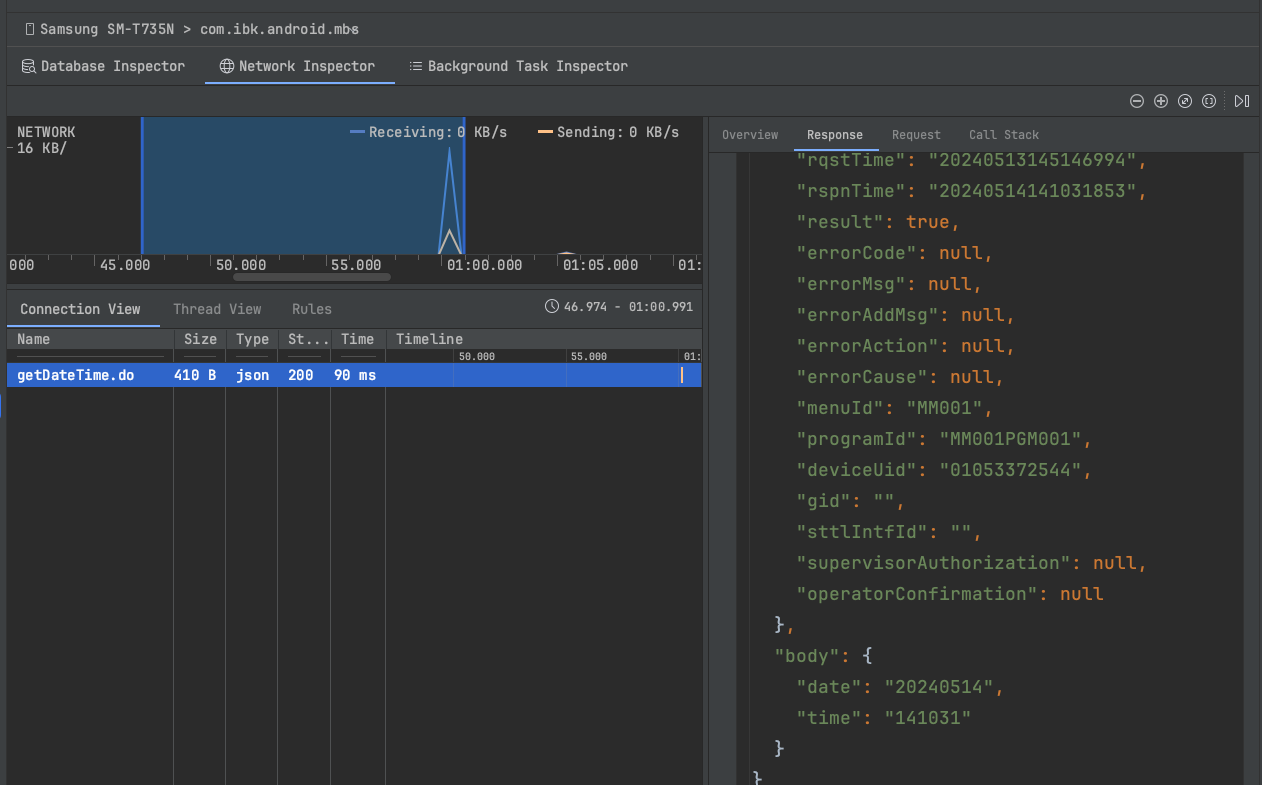 Samsung SM-T735N > com.ibk.android.mbs
Database Inspector
Network Inspector
Background Task Inspector
NETWORK
16 KB/
Receiving: 0 KB/s
Sending: 0 KB/s
000
45.000
50.000
55.000
01:00.000
01:05.000
01:
Connection View
Thread View
Rules
46.974 - 01:00.991
Name
Size
Type
St...
Time
Timeline
50.000
55.000
01:
getDateTime.do
410 B
json
200
90 ms
Overview
Response
Request
Call Stack
"rqstTime": "20240513145146994",
"rspnTime": "20240514141031853",
"result": true,
"errorCode": null,
"errorMsg": null,
"errorAddMsg": null,
"errorAction": null,
"errorCause": null,
"menuId": "MM001",
"programId": "MM001PGM001",
"deviceUid": "01053372544",
"gid": "",
"sttlIntfId": "",
"supervisorAuthorization": null,
"operatorConfirmation": null
},
"body": {
"date": "20240514",
"time": "141031"
}
}